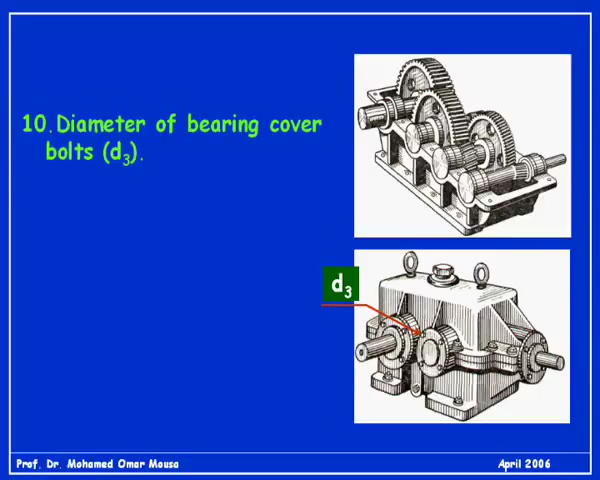 10. Diameter of bearing cover
bolts (d₃).
d₃
Prof. Dr. Mohamed Omar Mousa
April 2006